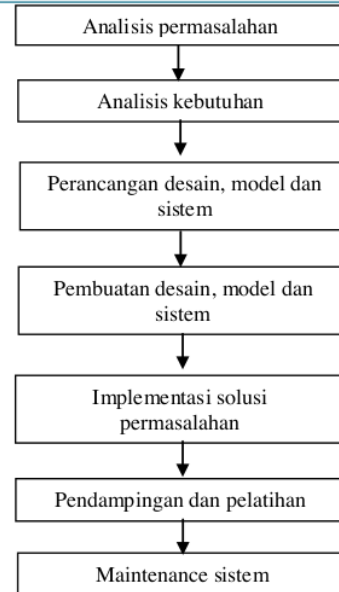 Analisis permasalahan
Analisis kebutuhan
Perancangan desain, model dan
sistem
Pembuatan desain, model dan
sistem
Implementasi solusi
permasalahan
Pendampingan dan pelatihan
Maintenance sistem